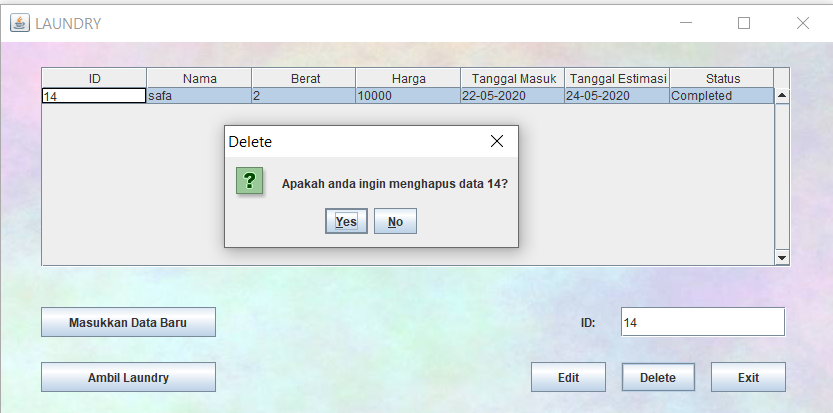 LAUNDRY
ID Nama Berat Harga Tanggal Masuk Tanggal Estimasi Status
14 safa 2 10000 22-05-2020 24-05-2020 Completed
Delete
? Apakah anda ingin menghapus data 14?
Yes No
Masukkan Data Baru ID: 14
Ambil Laundry Edit Delete Exit